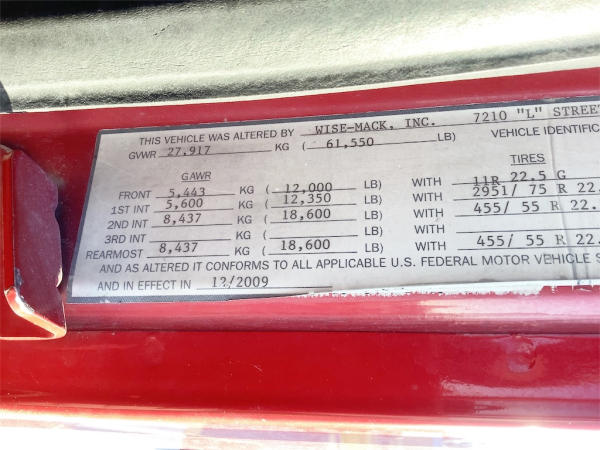 THIS VEHICLE WAS ALTERED BY WISE-MACK, INC. 7210 "L" STREET
GVWR 27,917 KG ( 61,550 LB) VEHICLE IDENTIFIC
GAWR TIRES
FRONT 5,443 KG ( 12,000 LB) WITH 11R 22.5 G
1ST INT 5,600 KG ( 12,350 LB) WITH 2951/ 75 R 22.
2ND INT 8,437 KG ( 18,600 LB) WITH 455/ 55 R 22.
3RD INT KG ( LB) WITH
REARMOST 8,437 KG ( 18,600 LB) WITH 455/ 55 R 22.
AND AS ALTERED IT CONFORMS TO ALL APPLICABLE U.S. FEDERAL MOTOR VEHICLE S
AND IN EFFECT IN 12/2009